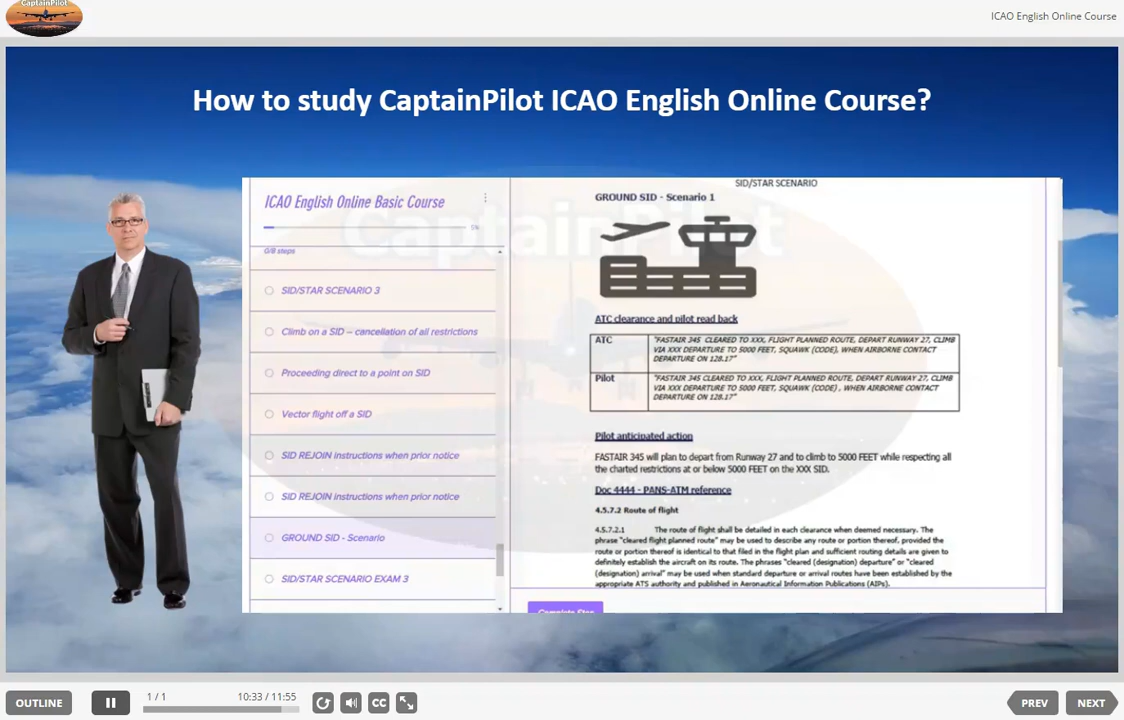 CaptainPilot
ICAO English Online Course
How to study CaptainPilot ICAO English Online Course?
ICAO English Online Basic Course
5%
0/8 steps
SID/STAR SCENARIO 3
Climb on a SID – cancellation of all restrictions
Proceeding direct to a point on SID
Vector flight off a SID
SID REJOIN instructions when prior notice
SID REJOIN instructions when prior notice
GROUND SID - Scenario
SID/STAR SCENARIO EXAM 3
SID/STAR SCENARIO
GROUND SID - Scenario 1
CaptainPilot
ATC clearance and pilot read back
ATC
"FASTAIR 345 CLEARED TO XXX, FLIGHT PLANNED ROUTE, DEPART RUNWAY 27, CLIMB
VIA XXX DEPARTURE TO 5000 FEET, SQUAWK (CODE), WHEN AIRBORNE CONTACT
DEPARTURE ON 128.17"
Pilot
"FASTAIR 345 CLEARED TO XXX, FLIGHT PLANNED ROUTE, DEPART RUNWAY 27, CLIMB
VIA XXX DEPARTURE TO 5000 FEET, SQUAWK (CODE) , WHEN AIRBORNE CONTACT
DEPARTURE ON 128.17"
Pilot anticipated action
FASTAIR 345 will plan to depart from Runway 27 and to climb to 5000 FEET while respecting all
the charted restrictions at or below 5000 FEET on the XXX SID.
Doc 4444 - PANS-ATM reference
4.5.7.2 Route of flight
4.5.7.2.1 The route of flight shall be detailed in each clearance when deemed necessary. The
phrase "cleared flight planned route" may be used to describe any route or portion thereof, provided the
route or portion thereof is identical to that filed in the flight plan and sufficient routing details are given to
definitely establish the aircraft on its route. The phrases "cleared (designation) departure" or "cleared
(designation) arrival" may be used when standard departure or arrival routes have been established by the
appropriate ATS authority and published in Aeronautical Information Publications (AIPs).
Complete Step
OUTLINE
1 / 1
10:33 / 11:55
CC
PREV
NEXT